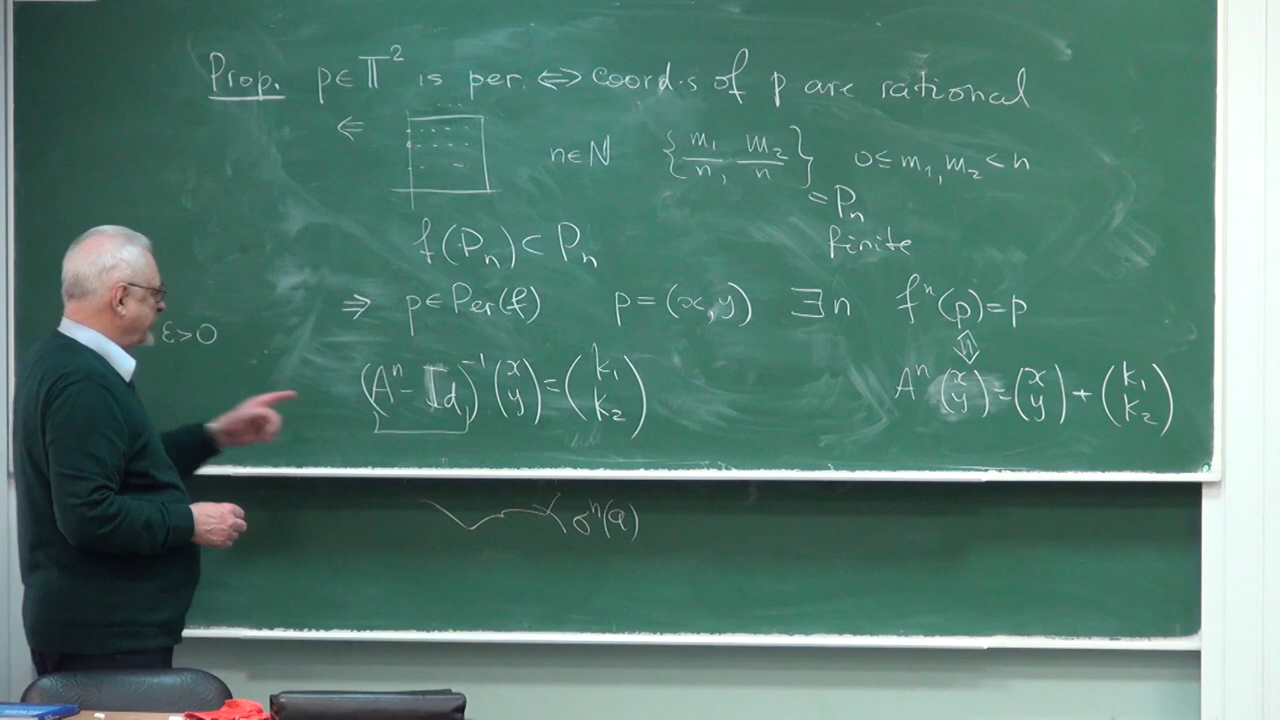 Prop. p∈𝕋² is per. ⇔ coord.s of p are rational
⇐ n∈N {m₁/n, m₂/n} 0≤m₁,m₂<n
=Pₙ
finite
f(Pₙ)⊂Pₙ
⇒ p∈Per(f) p=(x,y) ∃n fⁿ(p)=p
ε>0
⇕
(Aⁿ-Id)⁻¹(x y)=(k₁ k₂) Aⁿ(x y)=(x y)+(k₁ k₂)
σⁿ(a)